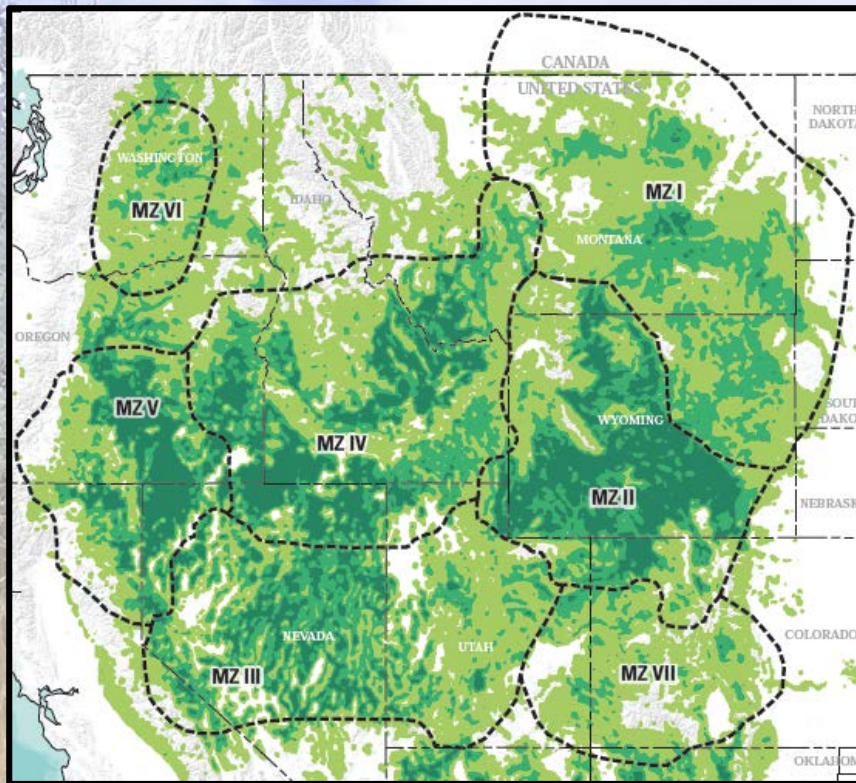 CANADA
UNITED STATES
NORTH
DAKOTA
WASHINGTON
MZ VI
IDAHO
MZ I
MONTANA
OREGON
MZ V
MZ IV
WYOMING
SOUT
DAKO
MZ II
NEBRASK
NEVADA
UTAH
COLORADO
MZ III
MZ VII
OKLAHOM